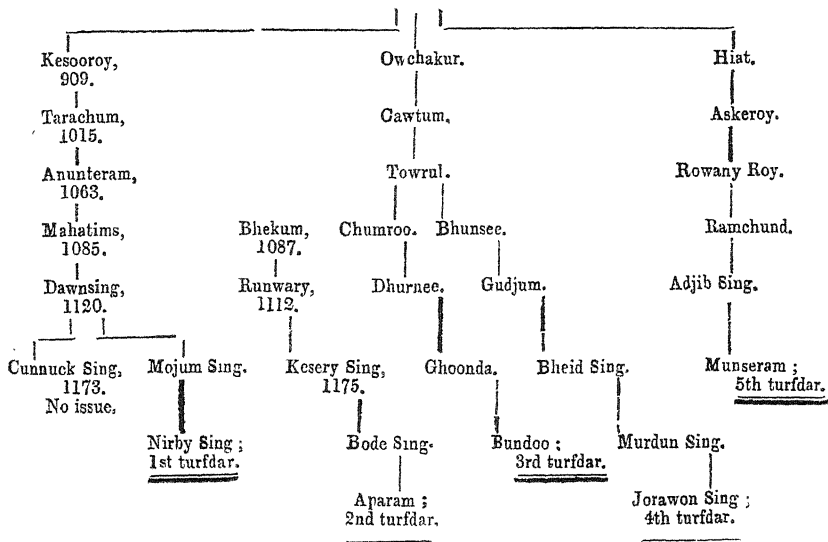 Kesooroy, Owchakur. Hiat.
909.
Tarachum, Gawtum. Askeroy.
1015.
Anunteram, Towrul. Rowany Roy.
1063.
Mahatims, Bhekum, Chumroo. Bhunsee. Ramchund.
1085. 1087.
Dawnsing, Runwary, Dhurnee. Gudjum. Adjib Sing.
1120. 1112.
Cunnuck Sing, Mojum Sing. Kesery Sing, Ghoonda. Bheid Sing. Munseram ;
1173. 1175. 5th turfdar.
No issue.
Nirby Sing ; Bode Sing. Bundoo ; Murdun Sing.
1st turfdar. 3rd turfdar.
Aparam ; Jorawon Sing ;
2nd turfdar. 4th turfdar.